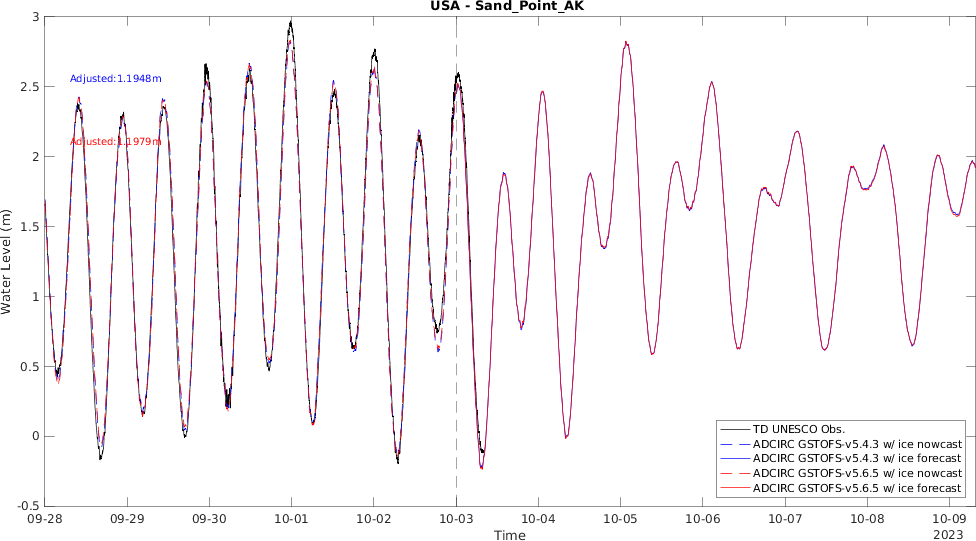 USA - Sand_Point_AK
3
2.5
2
1.5
1
0.5
0
-0.5
Water Level (m)
Adjusted:1.1948m
Adjusted:1.1979m
TD UNESCO Obs.
ADCIRC GSTOFS-v5.4.3 w/ ice nowcast
ADCIRC GSTOFS-v5.4.3 w/ ice forecast
ADCIRC GSTOFS-v5.6.5 w/ ice nowcast
ADCIRC GSTOFS-v5.6.5 w/ ice forecast
09-28 09-29 09-30 10-01 10-02 10-03 10-04 10-05 10-06 10-07 10-08 10-09
2023
Time